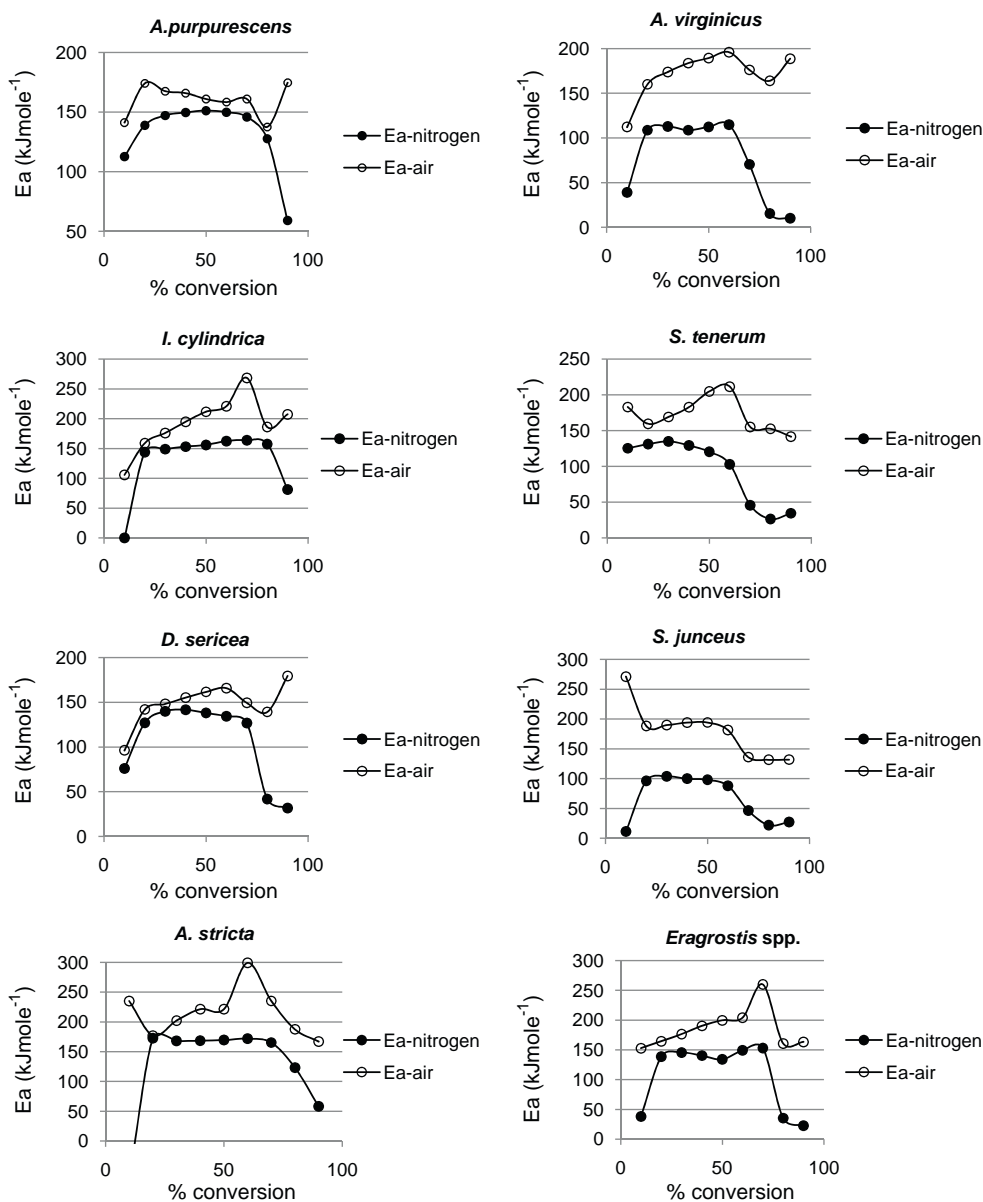 A.purpurescens
200
150
100
50
0 50 100
Ea (kJmole-1)
% conversion
Ea-nitrogen
Ea-air
A. virginicus
200
150
100
50
0
0 50 100
Ea (kJmole-1)
% conversion
Ea-nitrogen
Ea-air
I. cylindrica
300
250
200
150
100
50
0
0 50 100
Ea (kJmole-1)
% conversion
Ea-nitrogen
Ea-air
S. tenerum
250
200
150
100
50
0
0 50 100
Ea (kJmole-1)
% conversion
Ea-nitrogen
Ea-air
D. sericea
200
150
100
50
0
0 50 100
Ea (kJmole-1)
% conversion
Ea-nitrogen
Ea-air
S. junceus
300
250
200
150
100
50
0
0 50 100
Ea (kJmole-1)
% conversion
Ea-nitrogen
Ea-air
A. stricta
300
250
200
150
100
50
0
0 50 100
Ea (kJmole-1)
% conversion
Ea-nitrogen
Ea-air
Eragrostis spp.
300
250
200
150
100
50
0
0 50 100
Ea (kJmole-1)
% conversion
Ea-nitrogen
Ea-air